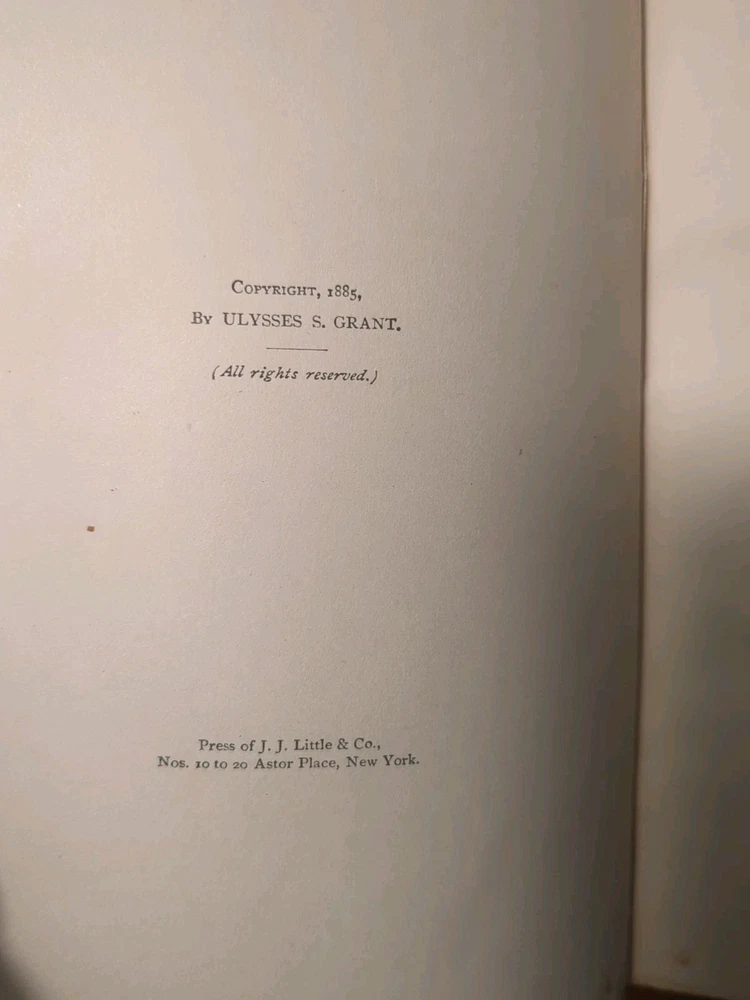 Copyright, 1885,
By ULYSSES S. GRANT.
(All rights reserved.)
Press of J. J. Little & Co.,
Nos. 10 to 20 Astor Place, New York.